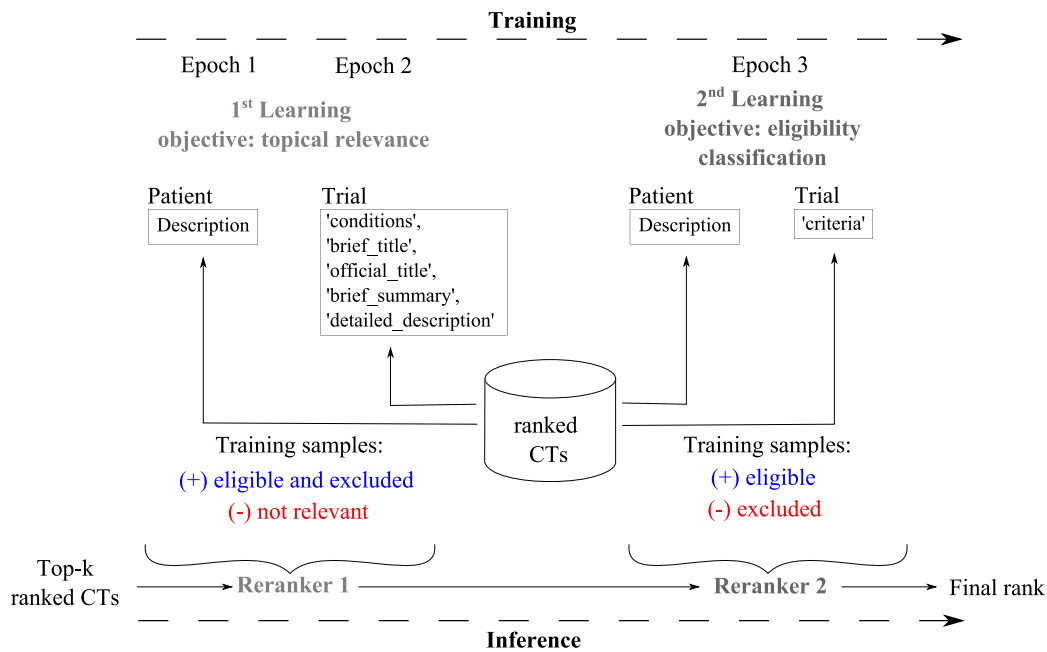 Training
Epoch 1
Epoch 2
Epoch 3
1st Learning
objective: topical relevance
2nd Learning
objective: eligibility
classification
Patient
Description
Trial
'conditions',
'brief_title',
'official_title',
'brief_summary',
'detailed_description'
Patient
Description
Trial
'criteria'
ranked
CTs
Training samples:
(+) eligible and excluded
(-) not relevant
Training samples:
(+) eligible
(-) excluded
Top-k
ranked CTs
Reranker 1
Reranker 2
Final rank
Inference